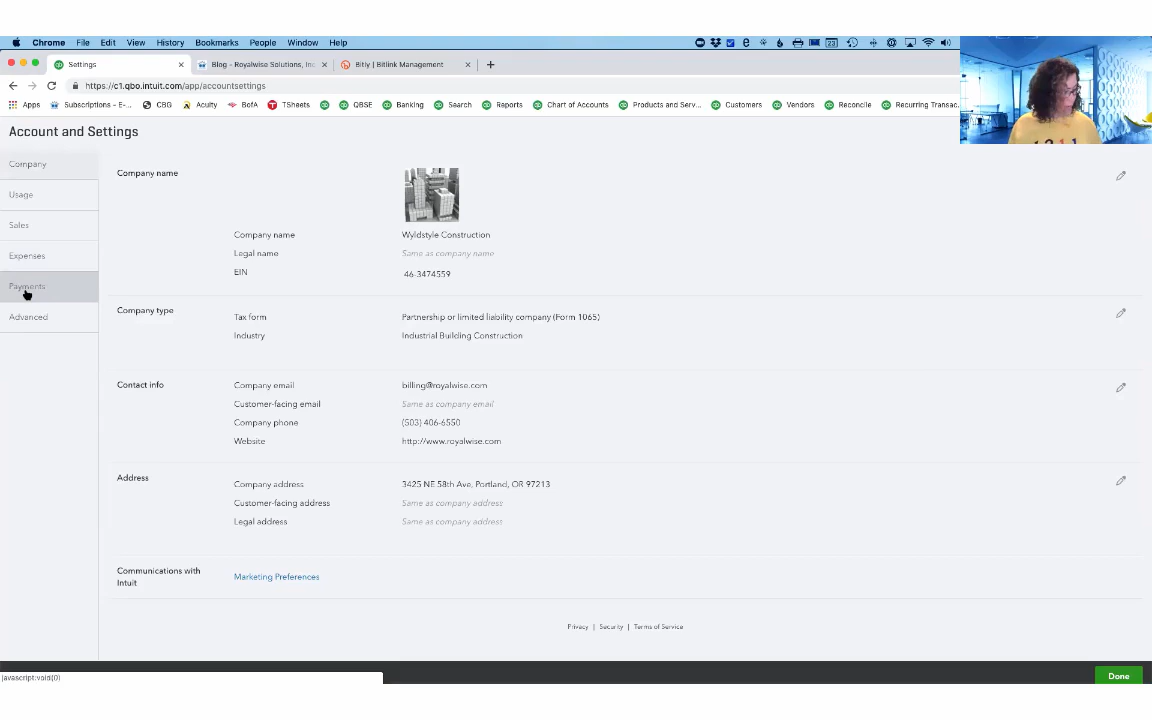 Chrome File Edit View History Bookmarks People Window Help
Settings
Blog - Royalwise Solutions, Inc
Bitly | Bitlink Management
https://c1.qbo.intuit.com/app/accountsettings
Apps Subscriptions - E-... CBG Acuity BofA TSheets QBSE Banking Search Reports Chart of Accounts Products and Serv... Customers Vendors Reconcile Recurring Transac...
Account and Settings
Company
Usage
Sales
Expenses
Payments
Advanced
Company name
Company name Wyldstyle Construction
Legal name Same as company name
EIN 46-3474559
Company type
Tax form Partnership or limited liability company (Form 1065)
Industry Industrial Building Construction
Contact info
Company email billing@royalwise.com
Customer-facing email Same as company email
Company phone (503) 406-6550
Website http://www.royalwise.com
Address
Company address 3425 NE 58th Ave, Portland, OR 97213
Customer-facing address Same as company address
Legal address Same as company address
Communications with
Intuit
Marketing Preferences
Privacy | Security | Terms of Service
javascript:void(0)
Done